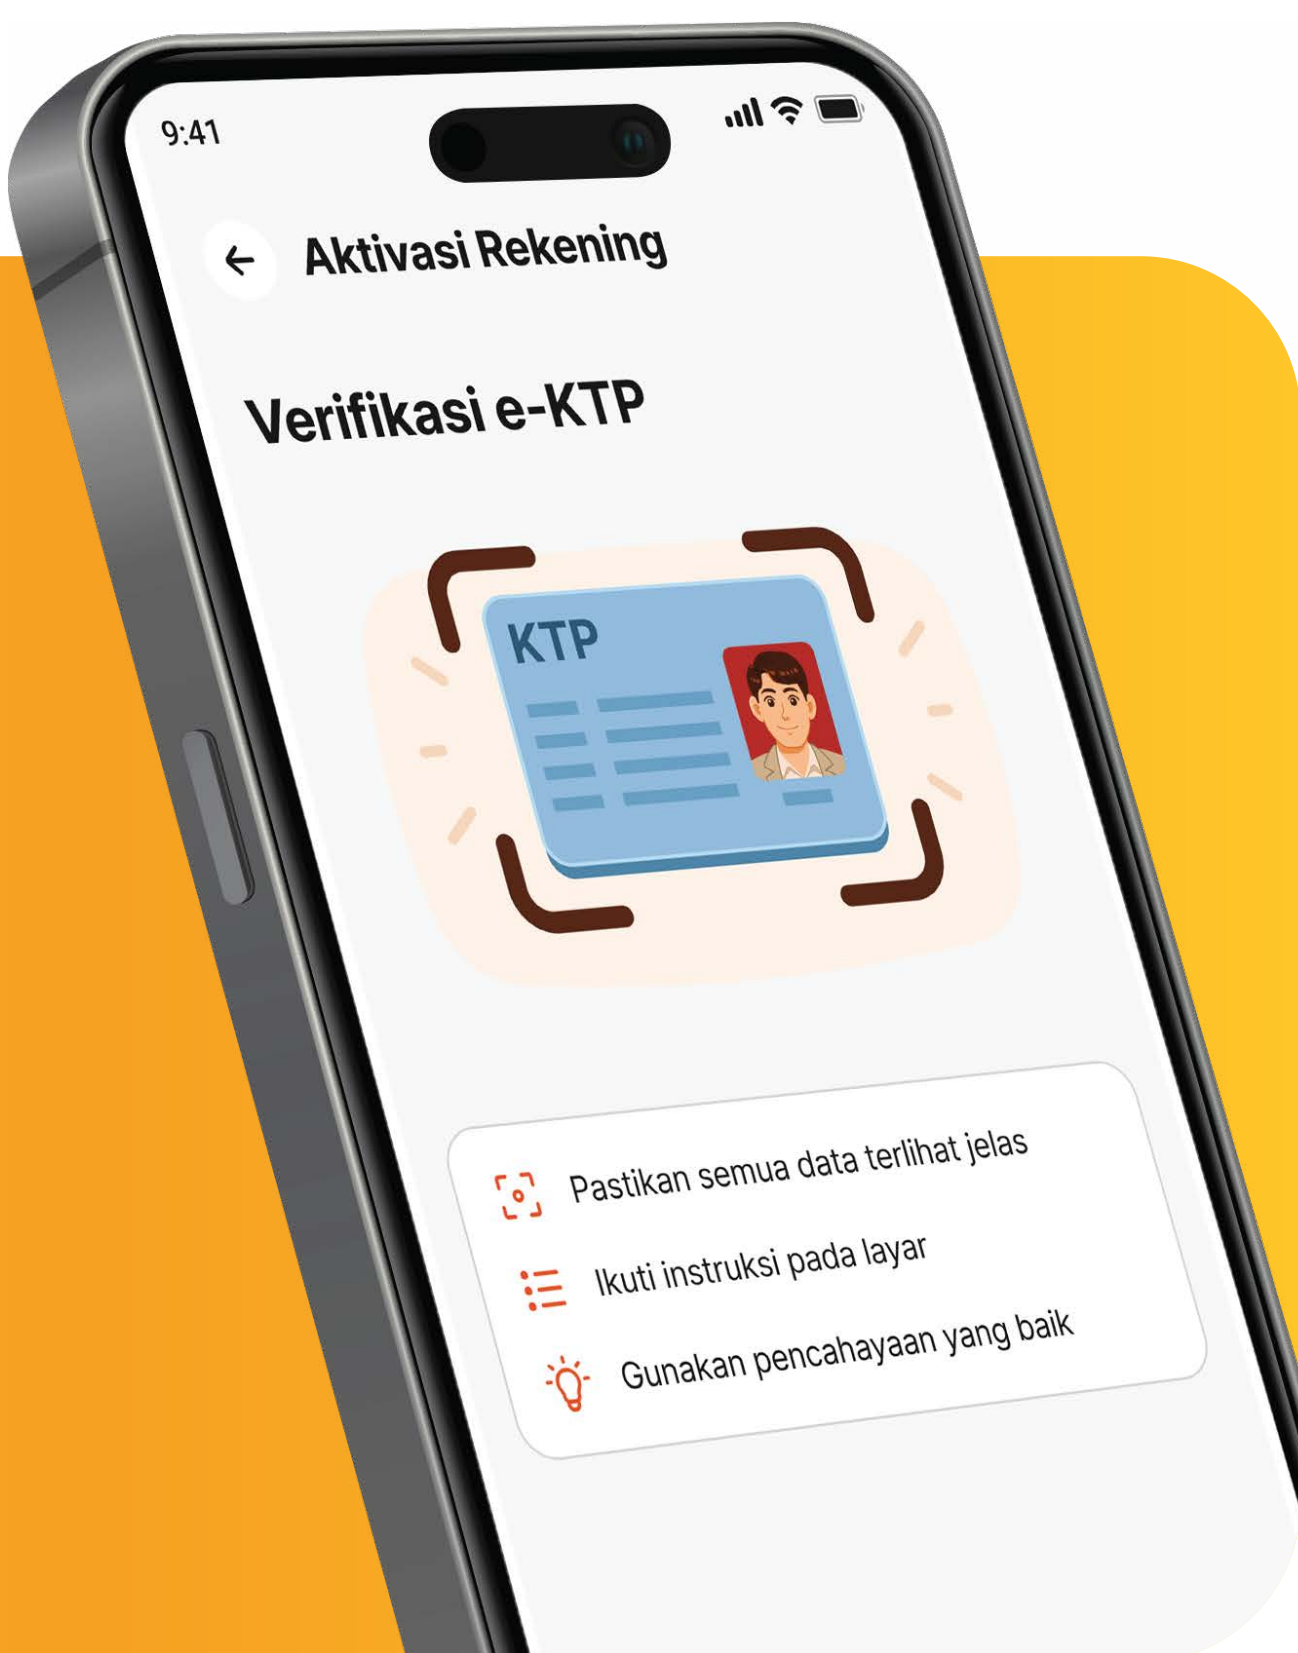 9:41
Aktivasi Rekening
Verifikasi e-KTP
KTP
Pastikan semua data terlihat jelas
Ikuti instruksi pada layar
Gunakan pencahayaan yang baik